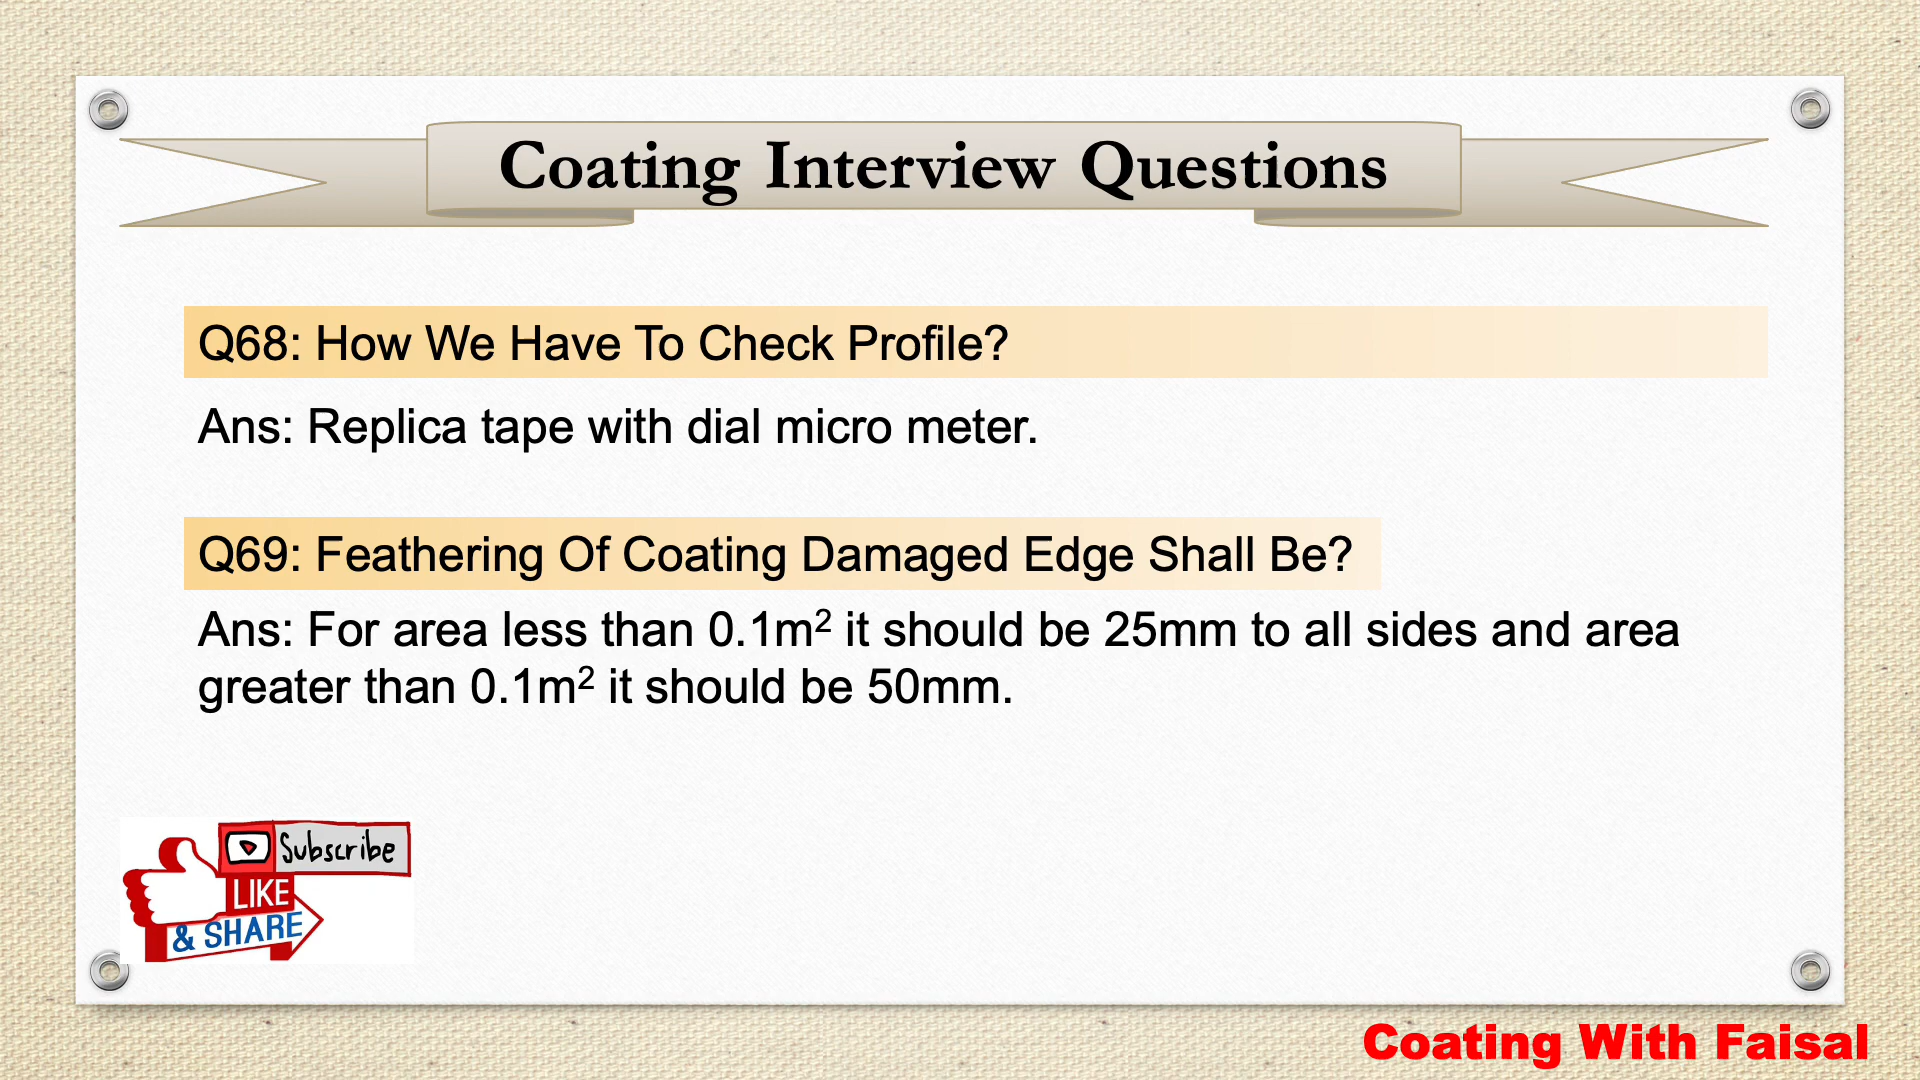 Coating Interview Questions
Q68: How We Have To Check Profile?
Ans: Replica tape with dial micro meter.
Q69: Feathering Of Coating Damaged Edge Shall Be?
Ans: For area less than 0.1m² it should be 25mm to all sides and area
greater than 0.1m² it should be 50mm.
Subscribe
LIKE
& SHARE
Coating With Faisal